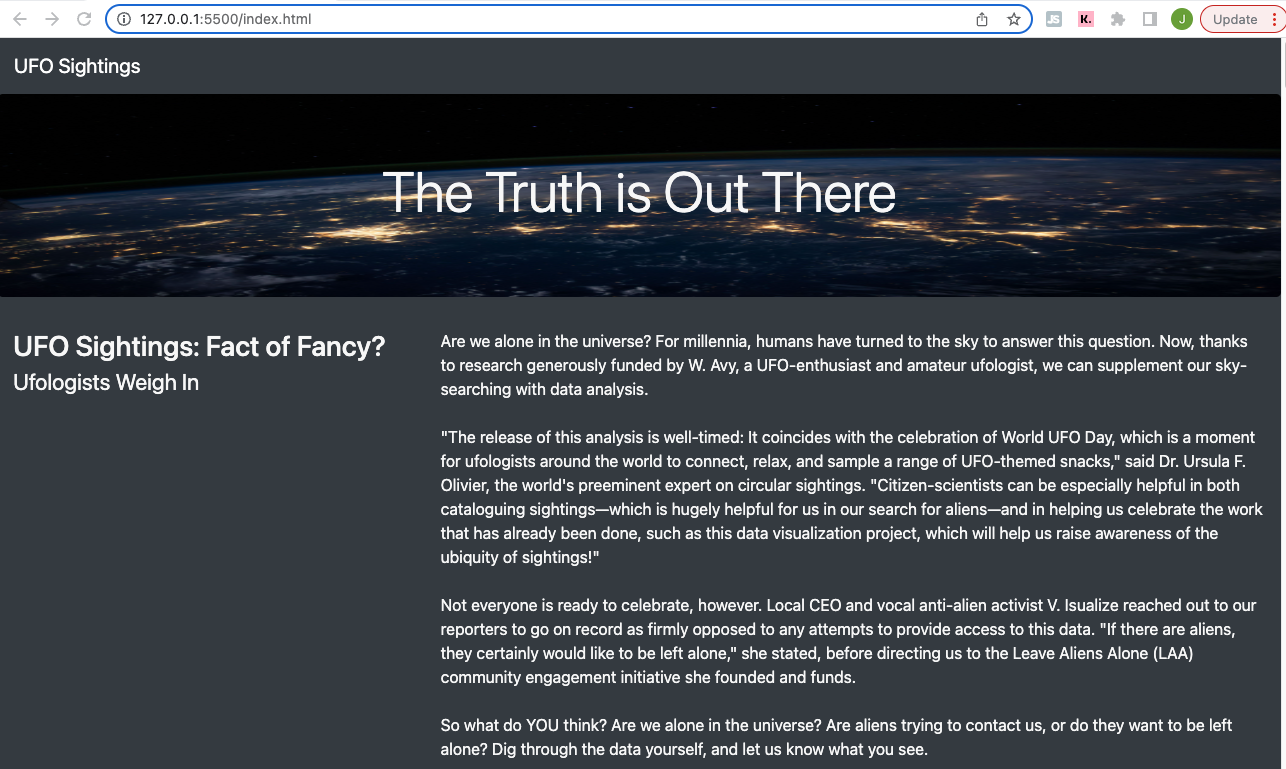 127.0.0.1:5500/index.html
JS
K.
J
Update
UFO Sightings
The Truth is Out There
UFO Sightings: Fact of Fancy?
Ufologists Weigh In
Are we alone in the universe? For millennia, humans have turned to the sky to answer this question. Now, thanks
to research generously funded by W. Avy, a UFO-enthusiast and amateur ufologist, we can supplement our sky-
searching with data analysis.
"The release of this analysis is well-timed: It coincides with the celebration of World UFO Day, which is a moment
for ufologists around the world to connect, relax, and sample a range of UFO-themed snacks," said Dr. Ursula F.
Olivier, the world's preeminent expert on circular sightings. "Citizen-scientists can be especially helpful in both
cataloguing sightings—which is hugely helpful for us in our search for aliens—and in helping us celebrate the work
that has already been done, such as this data visualization project, which will help us raise awareness of the
ubiquity of sightings!"
Not everyone is ready to celebrate, however. Local CEO and vocal anti-alien activist V. Isualize reached out to our
reporters to go on record as firmly opposed to any attempts to provide access to this data. "If there are aliens,
they certainly would like to be left alone," she stated, before directing us to the Leave Aliens Alone (LAA)
community engagement initiative she founded and funds.
So what do YOU think? Are we alone in the universe? Are aliens trying to contact us, or do they want to be left
alone? Dig through the data yourself, and let us know what you see.